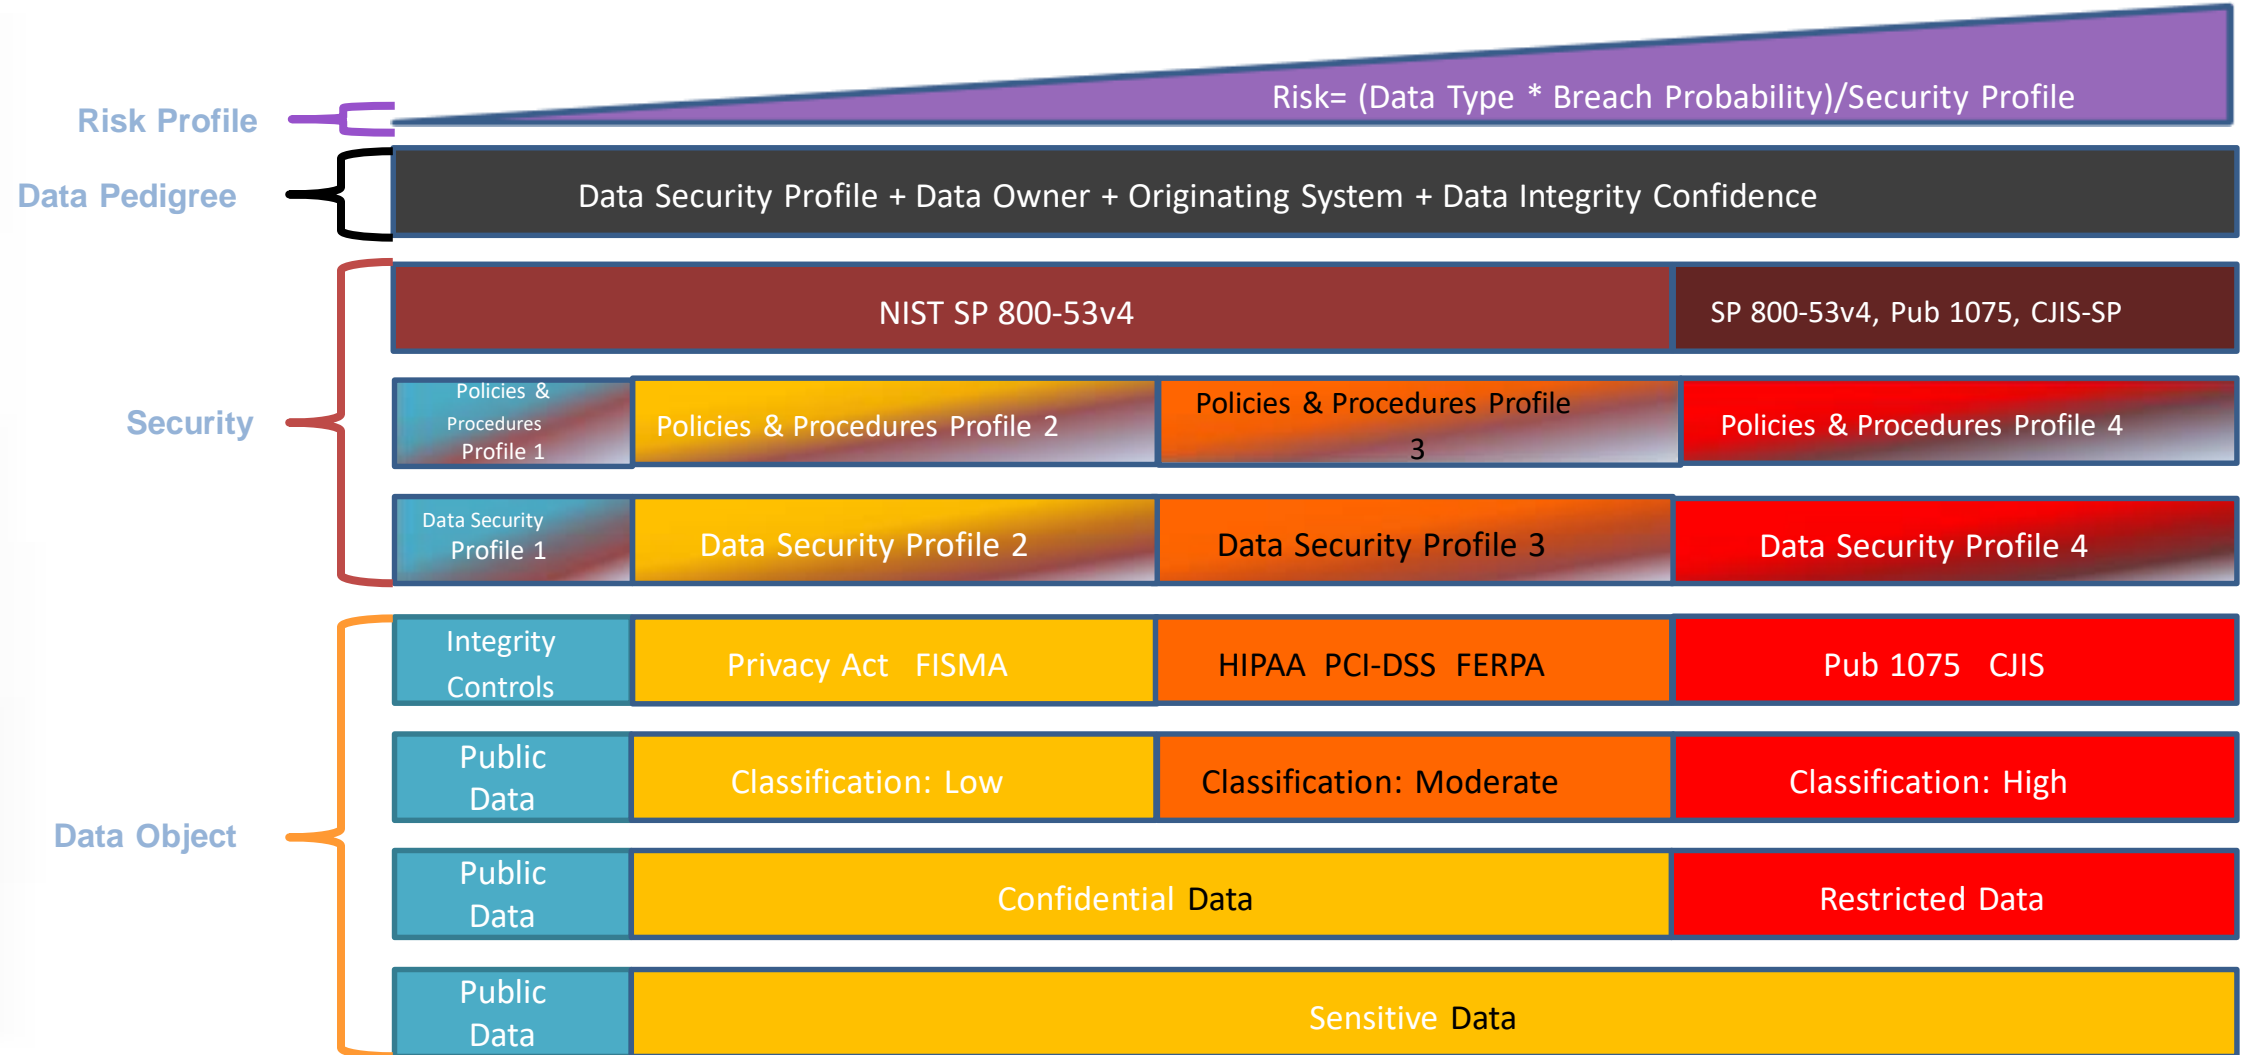 Risk= (Data Type * Breach Probability)/Security Profile
Risk Profile
Data Pedigree
Data Security Profile + Data Owner + Originating System + Data Integrity Confidence
NIST SP 800-53v4
SP 800-53v4, Pub 1075, CJIS-SP
Security
Policies &
Procedures
Profile 1
Policies & Procedures Profile 2
Policies & Procedures Profile
3
Policies & Procedures Profile 4
Data Security
Profile 1
Data Security Profile 2
Data Security Profile 3
Data Security Profile 4
Data Object
Integrity
Controls
Privacy Act FISMA
HIPAA PCI-DSS FERPA
Pub 1075 CJIS
Public
Data
Classification: Low
Classification: Moderate
Classification: High
Public
Data
Confidential Data
Restricted Data
Public
Data
Sensitive Data